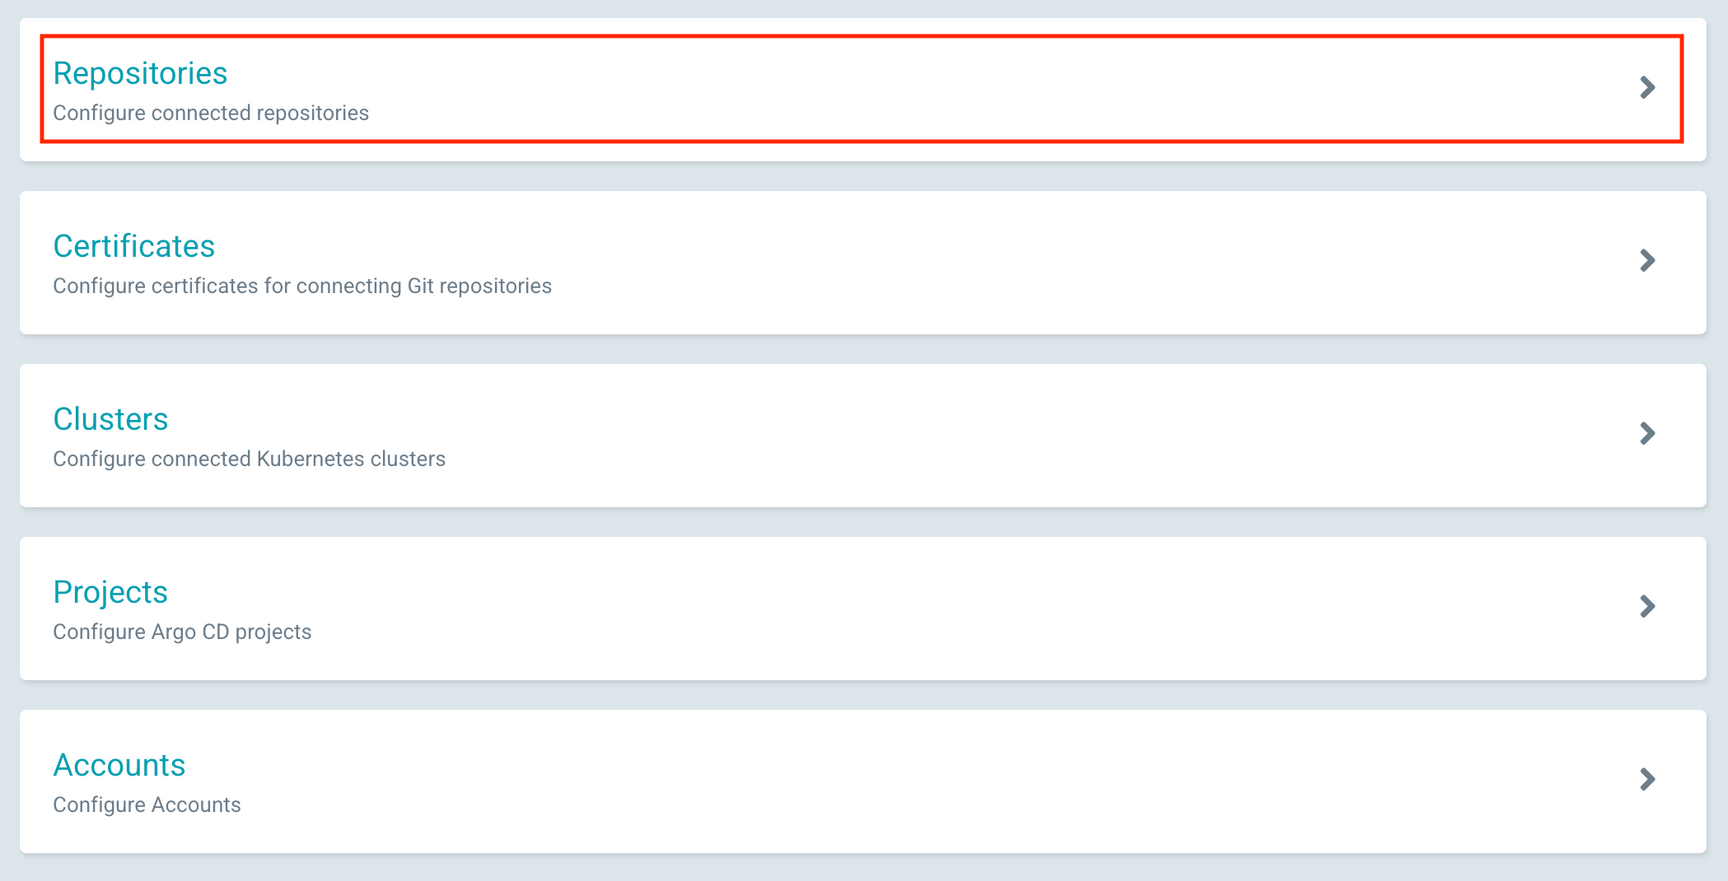 Repositories
Configure connected repositories
Certificates
Configure certificates for connecting Git repositories
Clusters
Configure connected Kubernetes clusters
Projects
Configure Argo CD projects
Accounts
Configure Accounts